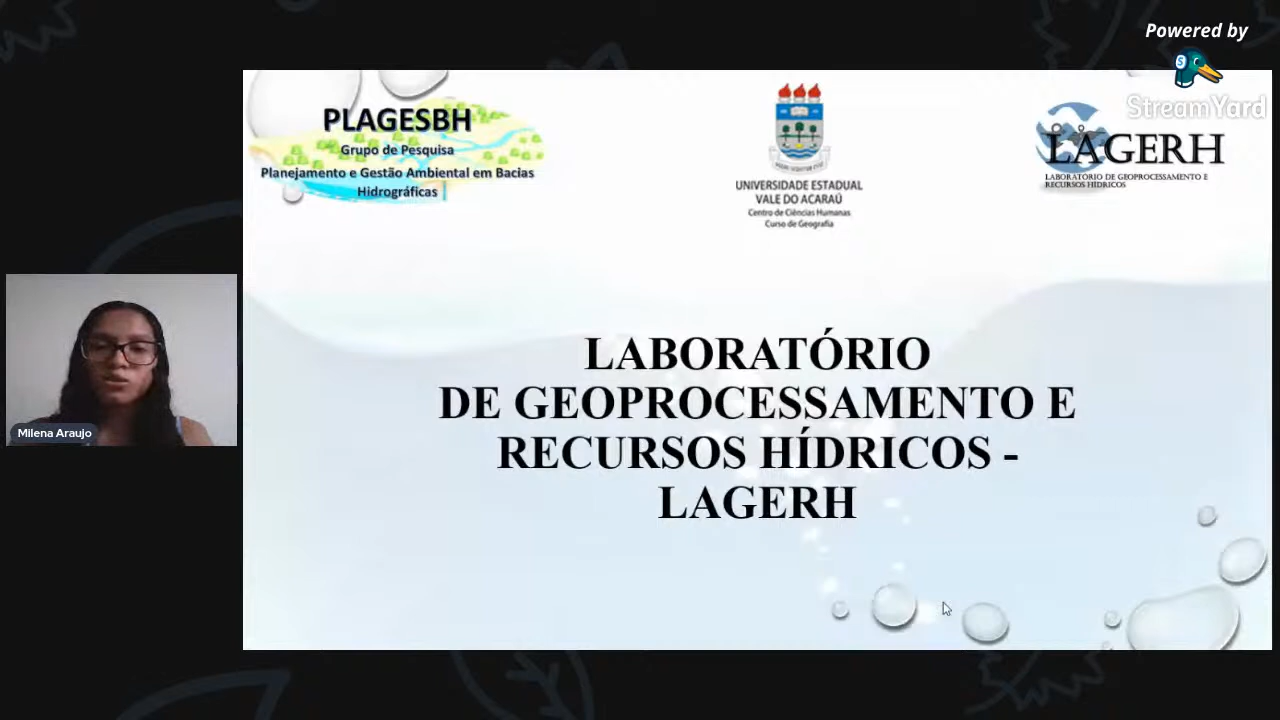 Powered by
StreamYard
PLAGESBH
Grupo de Pesquisa
Planejamento e Gestão Ambiental em Bacias
Hidrográficas
UNIVERSIDADE ESTADUAL
VALE DO ACARAÚ
Centro de Ciências Humanas
Curso de Geografia
LAGERH
LABORATÓRIO DE GEOPROCESSAMENTO E
RECURSOS HÍDRICOS
LABORATÓRIO
DE GEOPROCESSAMENTO E
RECURSOS HÍDRICOS -
LAGERH
Milena Araujo